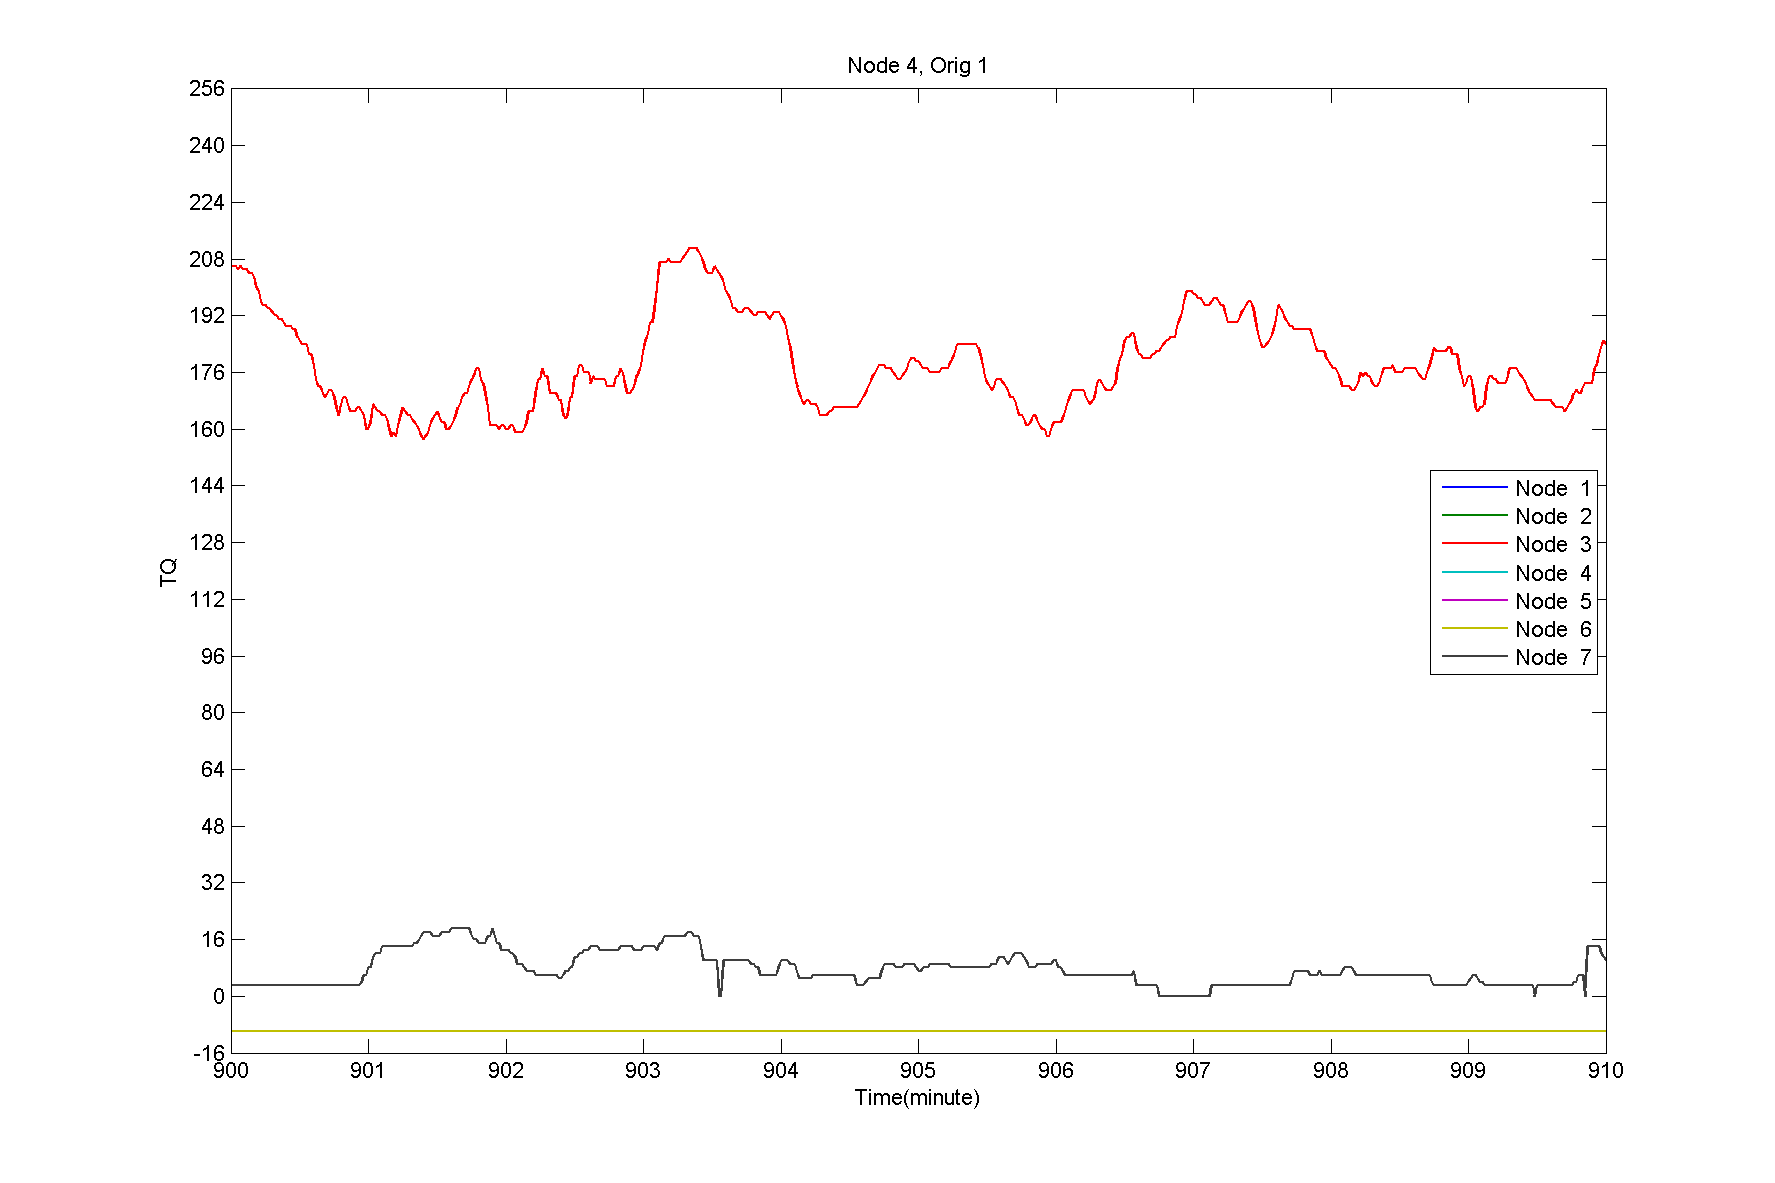 Node 4, Orig 1
256
240
224
208
192
176
160
144
128
112
96
80
64
48
32
16
0
-16
TQ
Node 1
Node 2
Node 3
Node 4
Node 5
Node 6
Node 7
900 901 902 903 904 905 906 907 908 909 910
Time(minute)